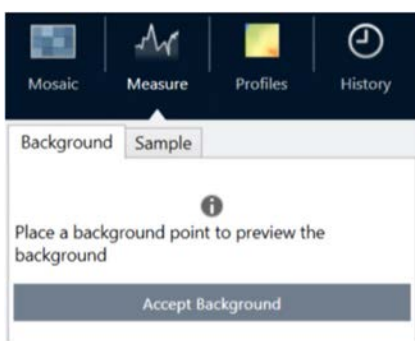 Mosaic Measure Profiles History
Background Sample
Place a background point to preview the
background
Accept Background